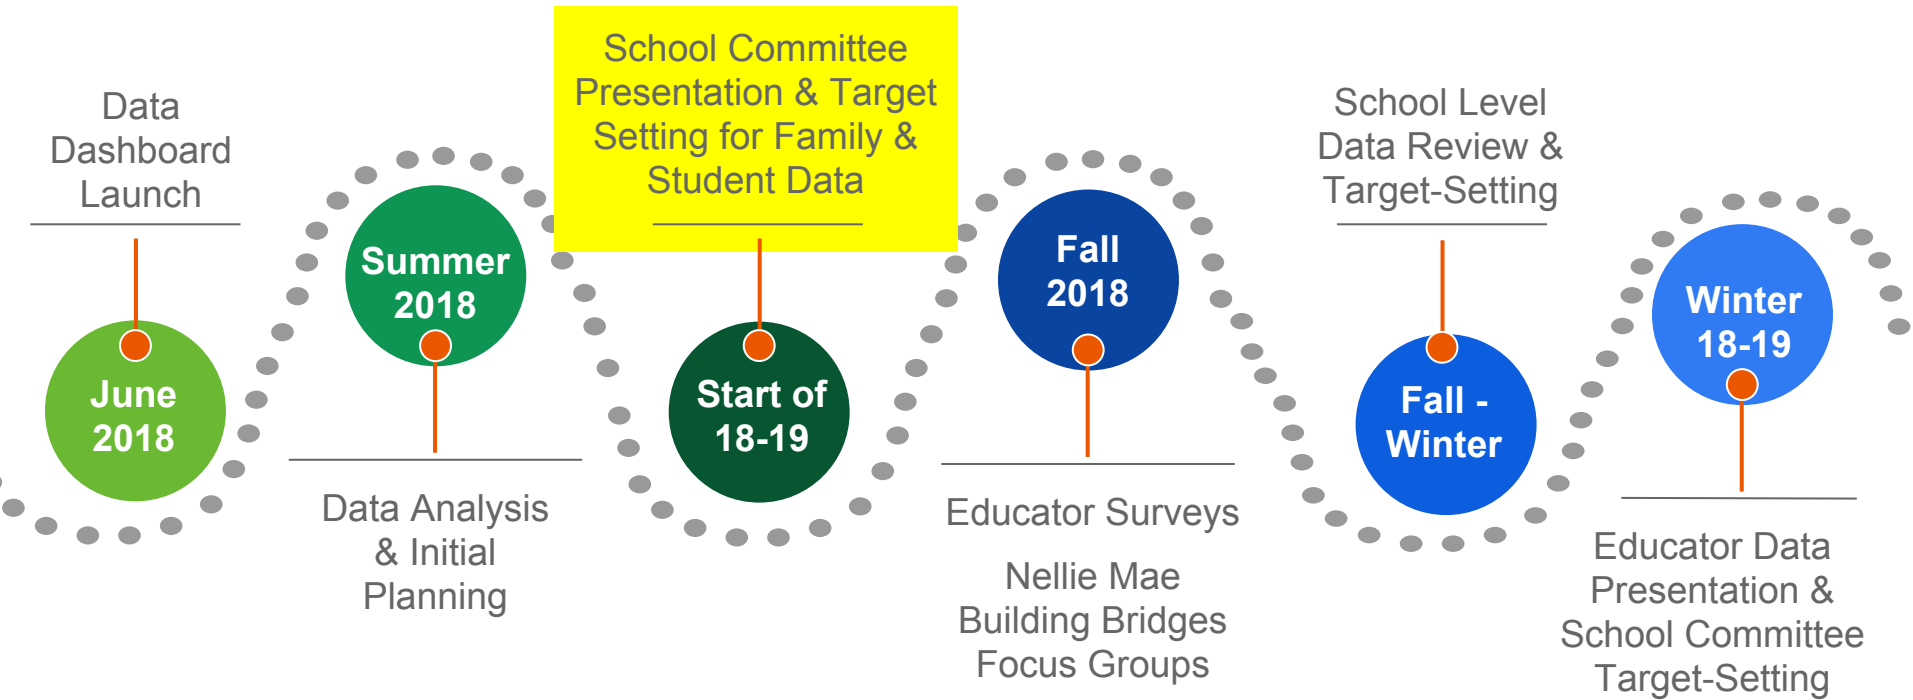 Data
Dashboard
Launch
June
2018
Summer
2018
Data Analysis
& Initial
Planning
School Committee
Presentation & Target
Setting for Family &
Student Data
Start of
18-19
Fall
2018
Educator Surveys
Nellie Mae
Building Bridges
Focus Groups
School Level
Data Review &
Target-Setting
Fall -
Winter
Winter
18-19
Educator Data
Presentation &
School Committee
Target-Setting